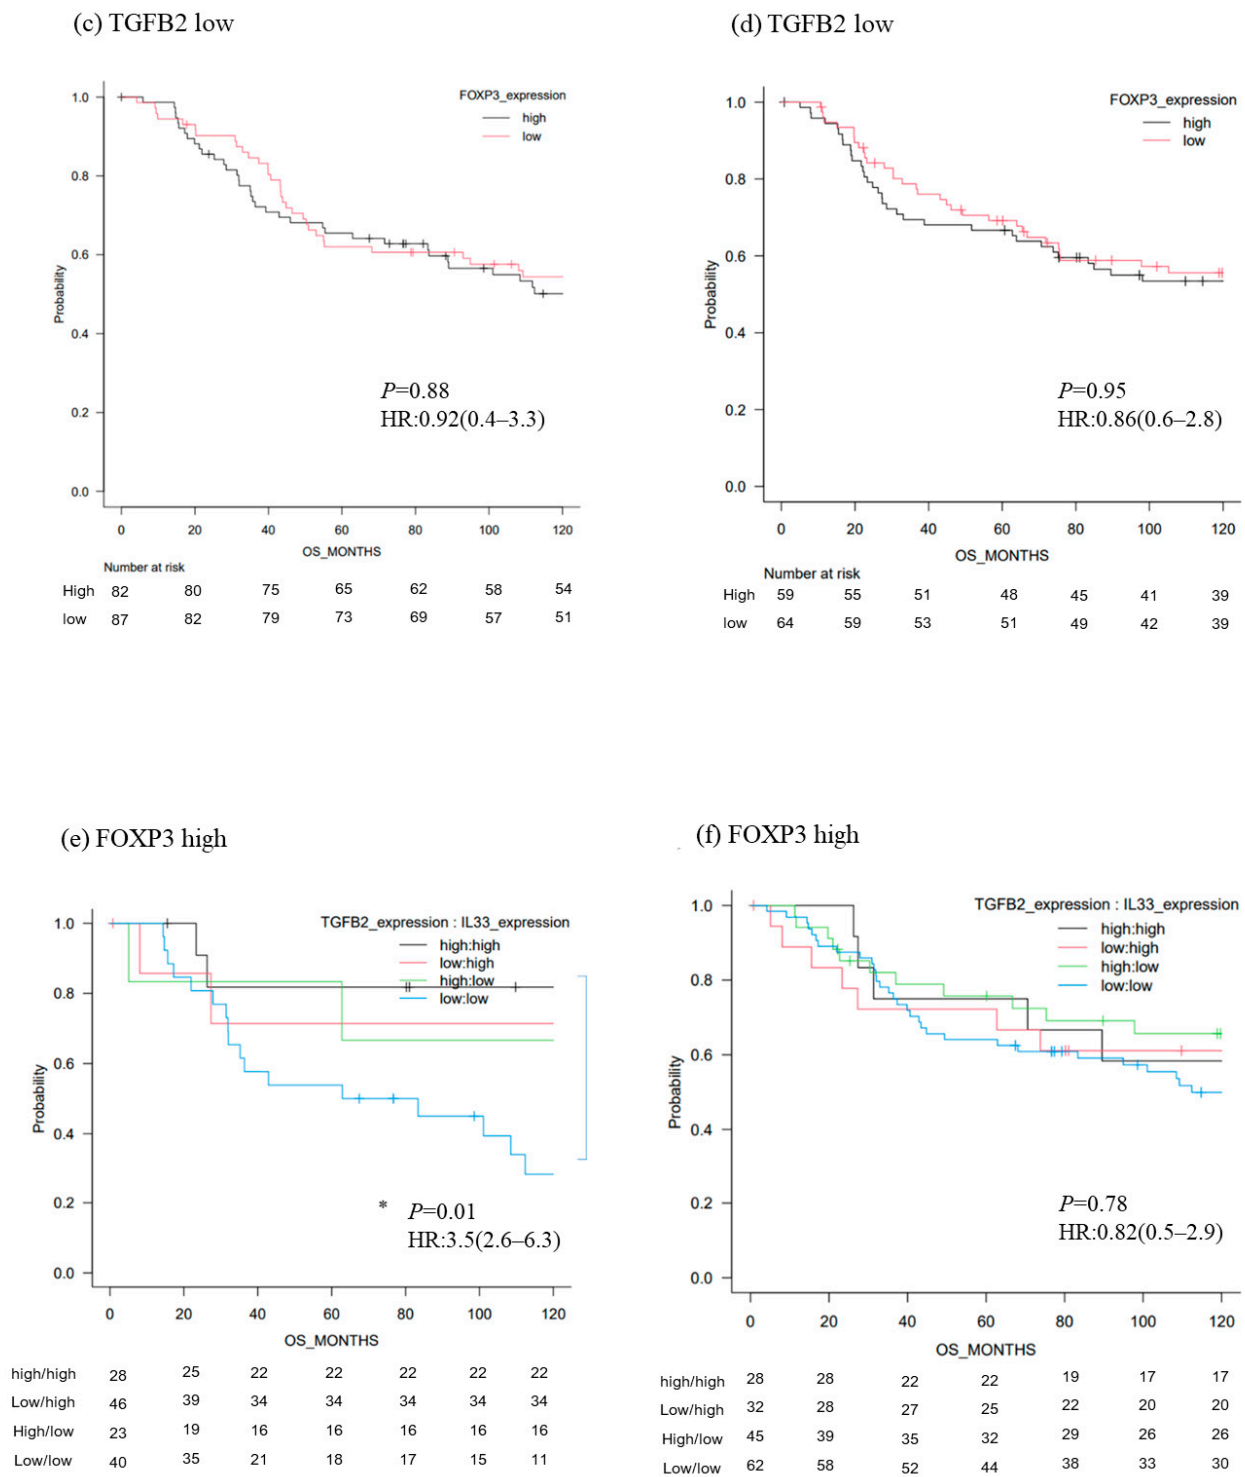 (c) TGFB2 low
FOXP3_expression
high
low
1.0
0.8
0.6
0.4
0.2
0.0
Probability
P=0.88
HR:0.92(0.4–3.3)
0 20 40 60 80 100 120
OS_MONTHS
Number at risk
High 82 80 75 65 62 58 54
low 87 82 79 73 69 57 51
(d) TGFB2 low
FOXP3_expression
high
low
1.0
0.8
0.6
0.4
0.2
0.0
Probability
P=0.95
HR:0.86(0.6–2.8)
0 20 40 60 80 100 120
OS_MONTHS
Number at risk
High 59 55 51 48 45 41 39
low 64 59 53 51 49 42 39
(e) FOXP3 high
TGFB2_expression : IL33_expression
high:high
low:high
high:low
low:low
1.0
0.8
0.6
0.4
0.2
0.0
Probability
* P=0.01
HR:3.5(2.6–6.3)
0 20 40 60 80 100 120
OS_MONTHS
high/high 28 25 22 22 22 22 22
Low/high 46 39 34 34 34 34 34
High/low 23 19 16 16 16 16 16
Low/low 40 35 21 18 17 15 11
(f) FOXP3 high
TGFB2_expression : IL33_expression
high:high
low:high
high:low
low:low
1.0
0.8
0.6
0.4
0.2
0.0
Probability
P=0.78
HR:0.82(0.5–2.9)
0 20 40 60 80 100 120
OS_MONTHS
high/high 28 28 22 22 19 17 17
Low/high 32 28 27 25 22 20 20
High/low 45 39 35 32 29 26 26
Low/low 62 58 52 44 38 33 30